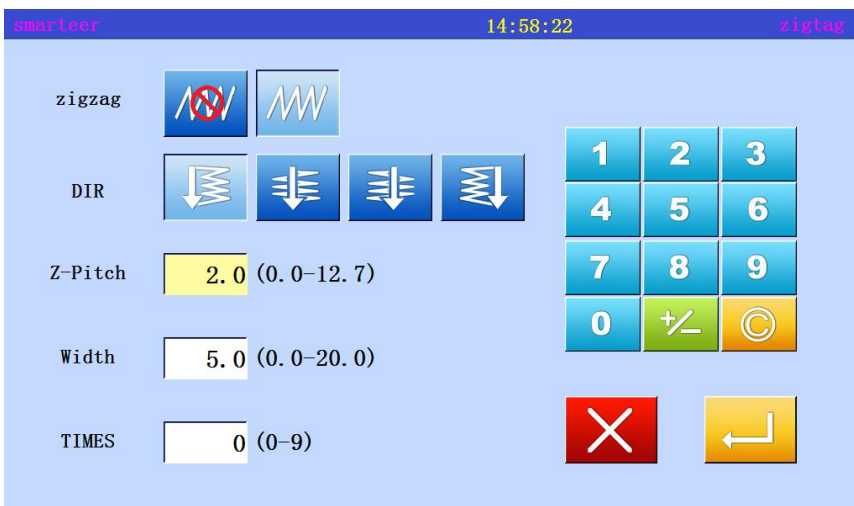 smarteer 14:58:22 zigtag
zigzag
DIR
Z-Pitch 2.0 (0.0-12.7)
Width 5.0 (0.0-20.0)
TIMES 0 (0-9)
1 2 3
4 5 6
7 8 9
0 +/- ©